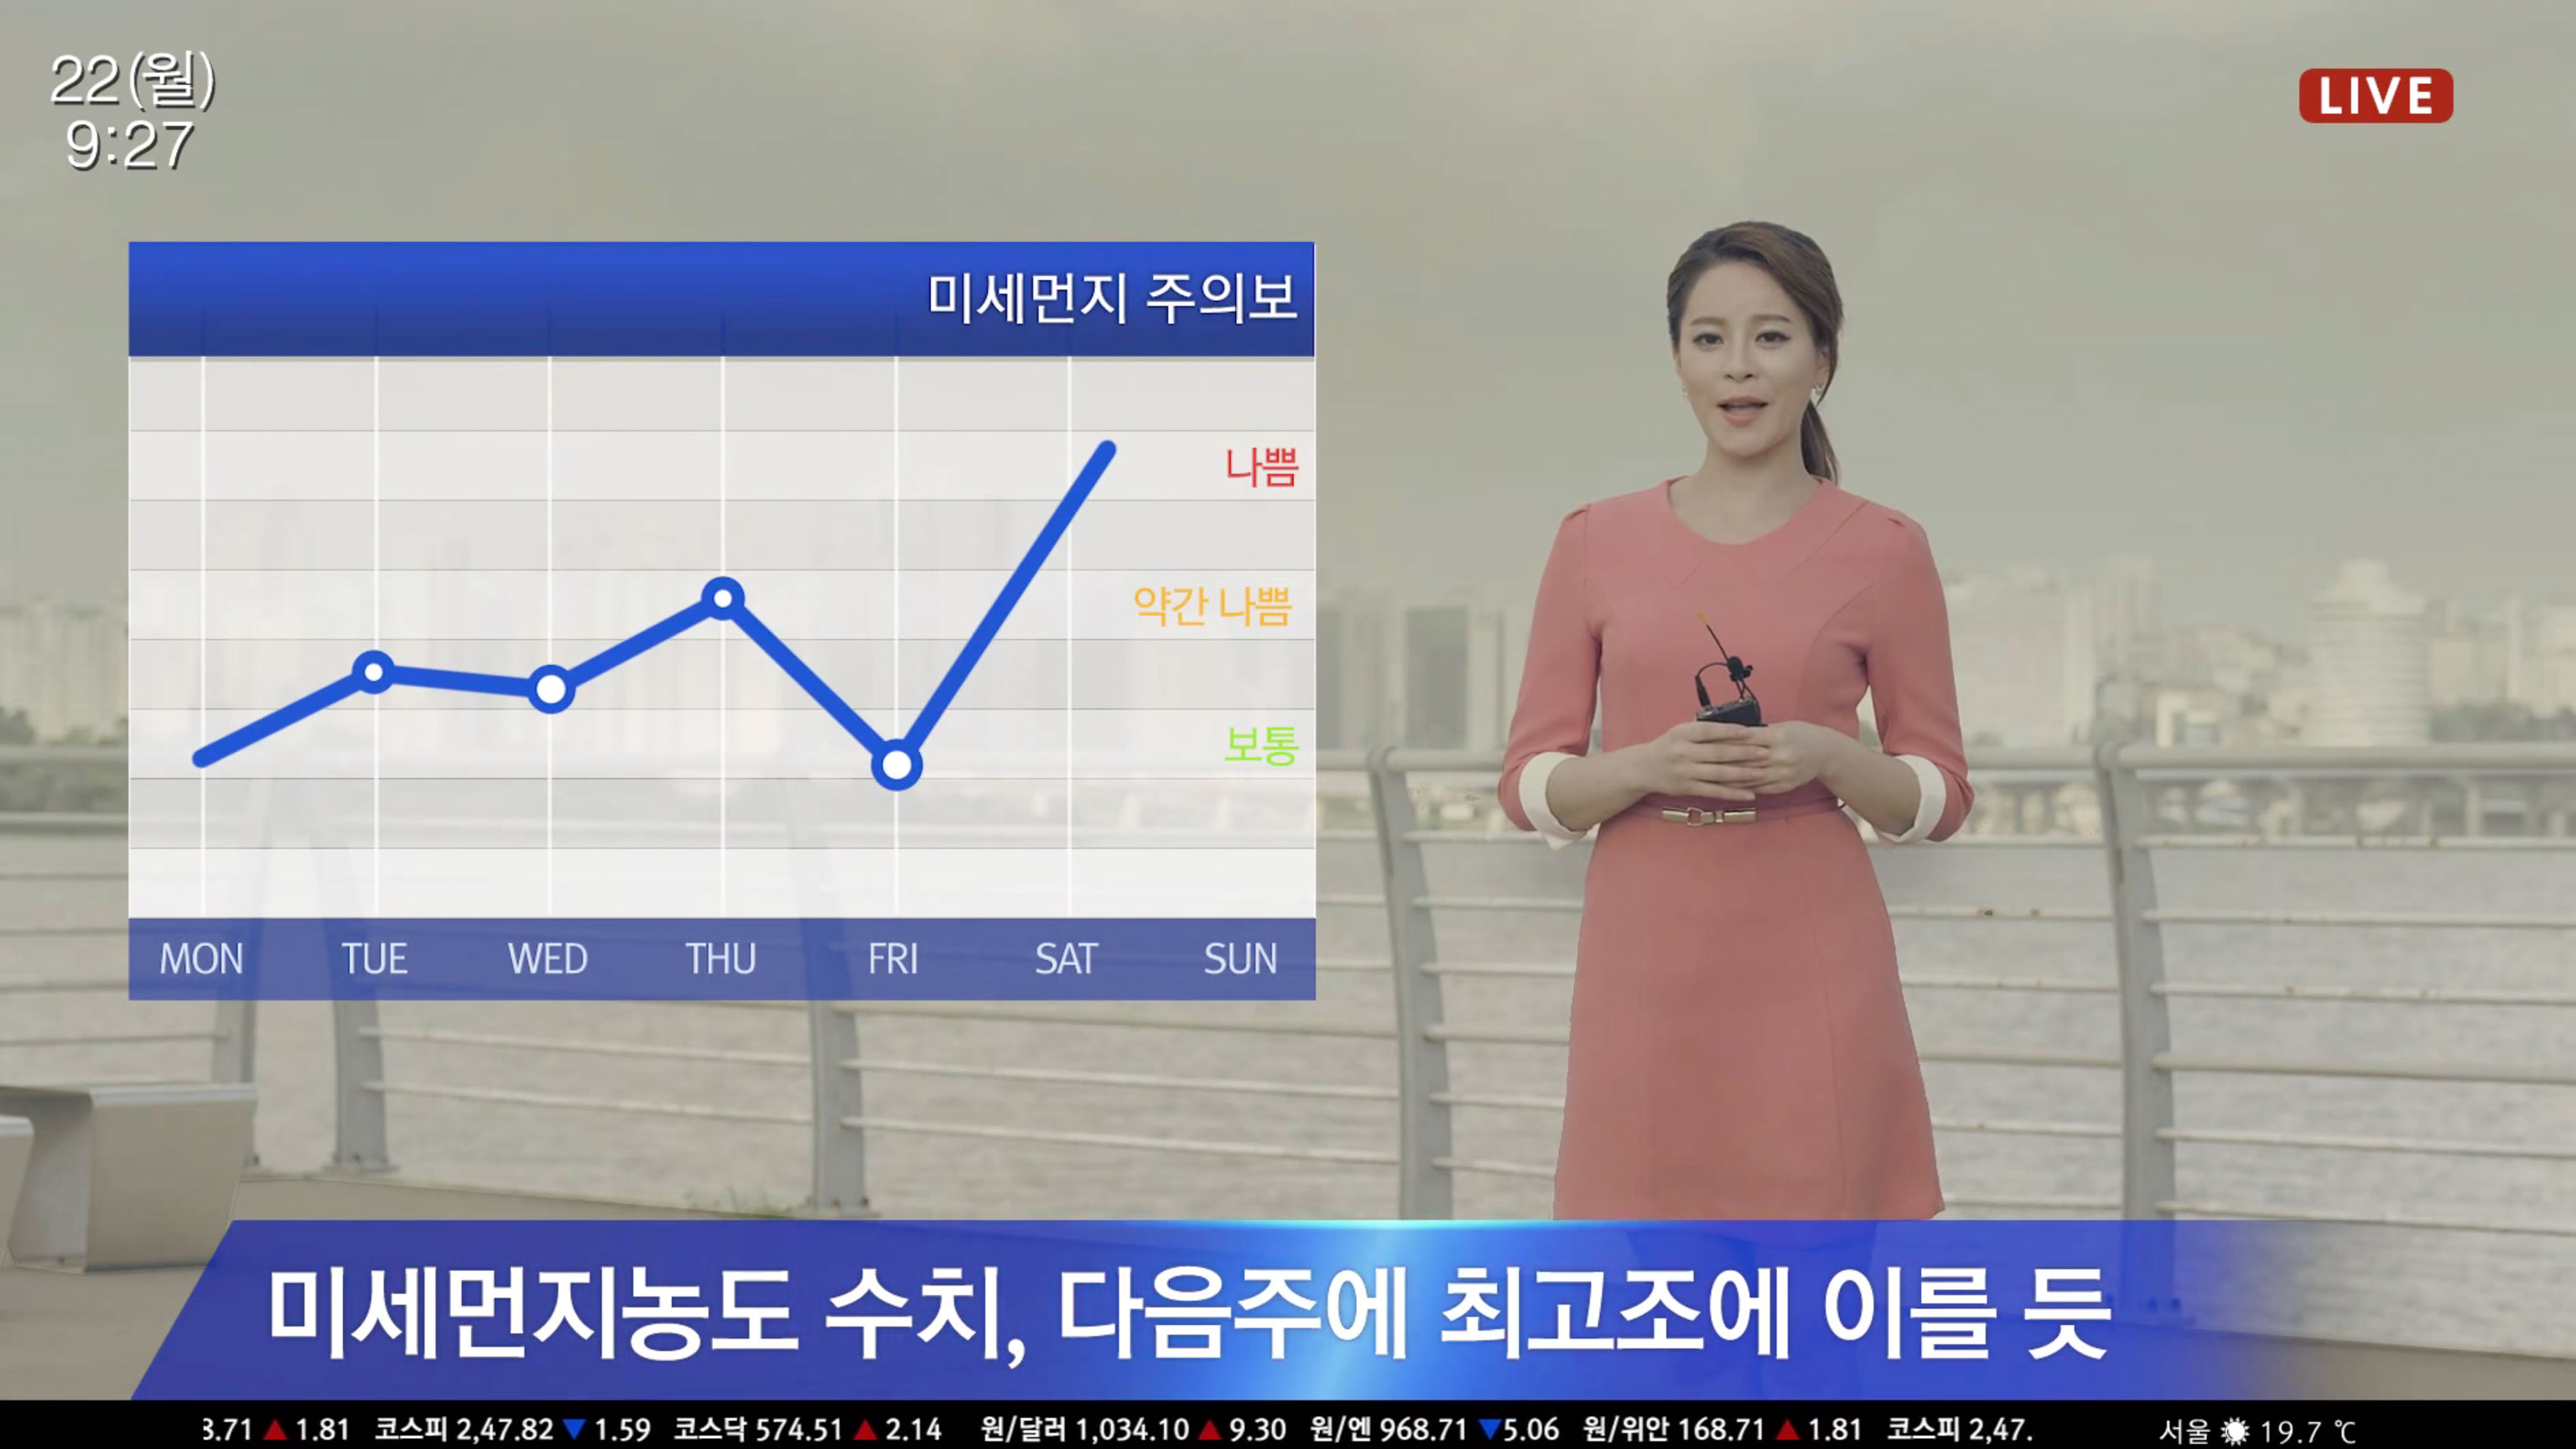 22(월)
9:27
LIVE
미세먼지 주의보
나쁨
약간 나쁨
보통
MON TUE WED THU FRI SAT SUN
미세먼지농도 수치, 다음주에 최고조에 이를 듯
3.71 ▲ 1.81 코스피 2,47.82 ▼ 1.59 코스닥 574.51 ▲ 2.14 원/달러 1,034.10 ▲ 9.30 원/엔 968.71 ▼5.06 원/위안 168.71 ▲ 1.81 코스피 2,47. 서울 19.7 ℃